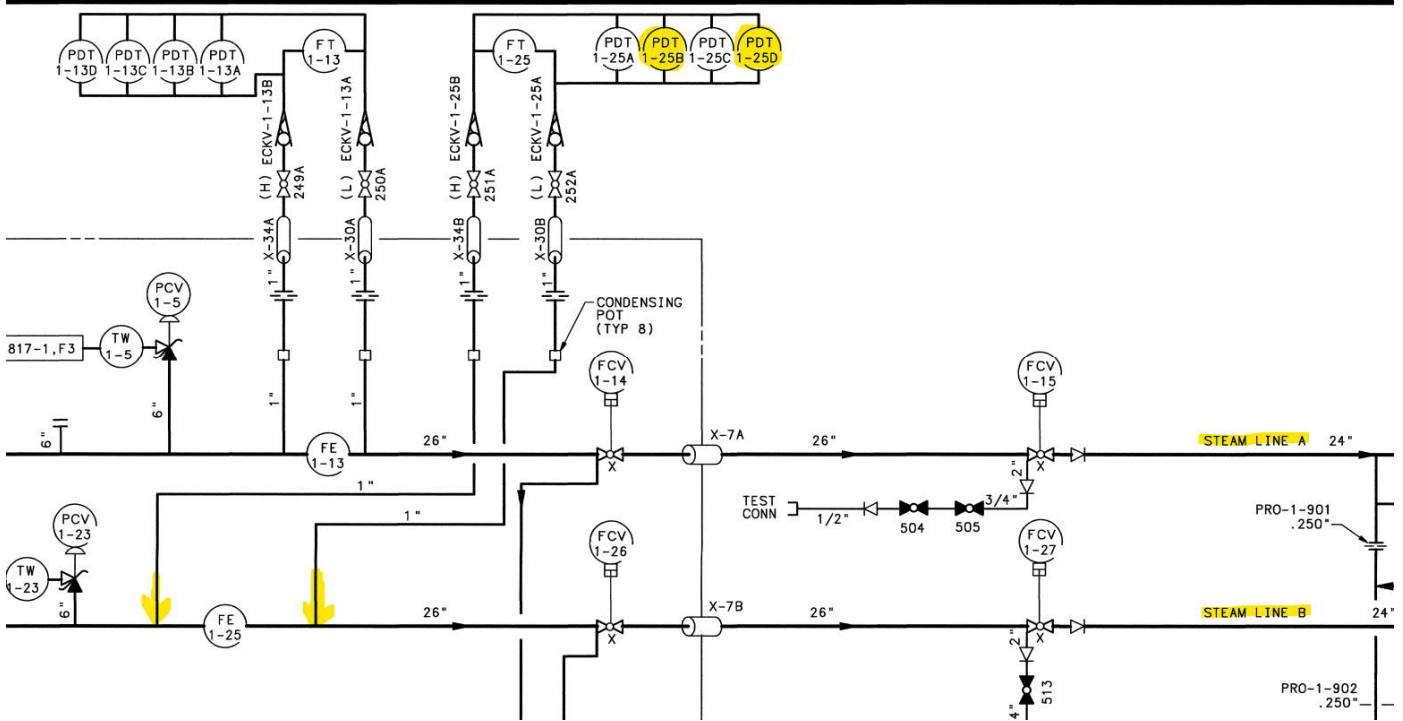 PDT
1-13D
PDT
1-13C
PDT
1-13B
PDT
1-13A
FT
1-13
FT
1-25
PDT
1-25A
PDT
1-25B
PDT
1-25C
PDT
1-25D
(H) ECKV-1-13B
249A
(L) ECKV-1-13A
250A
(H) ECKV-1-25B
251A
(L) ECKV-1-25A
252A
X-34A
X-30A
X-34B
X-30B
1"
1"
1"
1"
PCV
1-5
CONDENSING
POT
(TYP 8)
817-1,F3
TW
1-5
FCV
1-14
FCV
1-15
6"
6"
1"
1"
FE
1-13
26"
X-7A
26"
STEAM LINE A 24"
X
X
2"
1"
TEST
CONN
1/2"
504
505
3/4"
PRO-1-901
.250"
1"
PCV
1-23
FCV
1-26
FCV
1-27
TW
1-23
6"
FE
1-25
26"
X-7B
26"
STEAM LINE B 24"
X
X
2"
513
4"
PRO-1-902
.250"